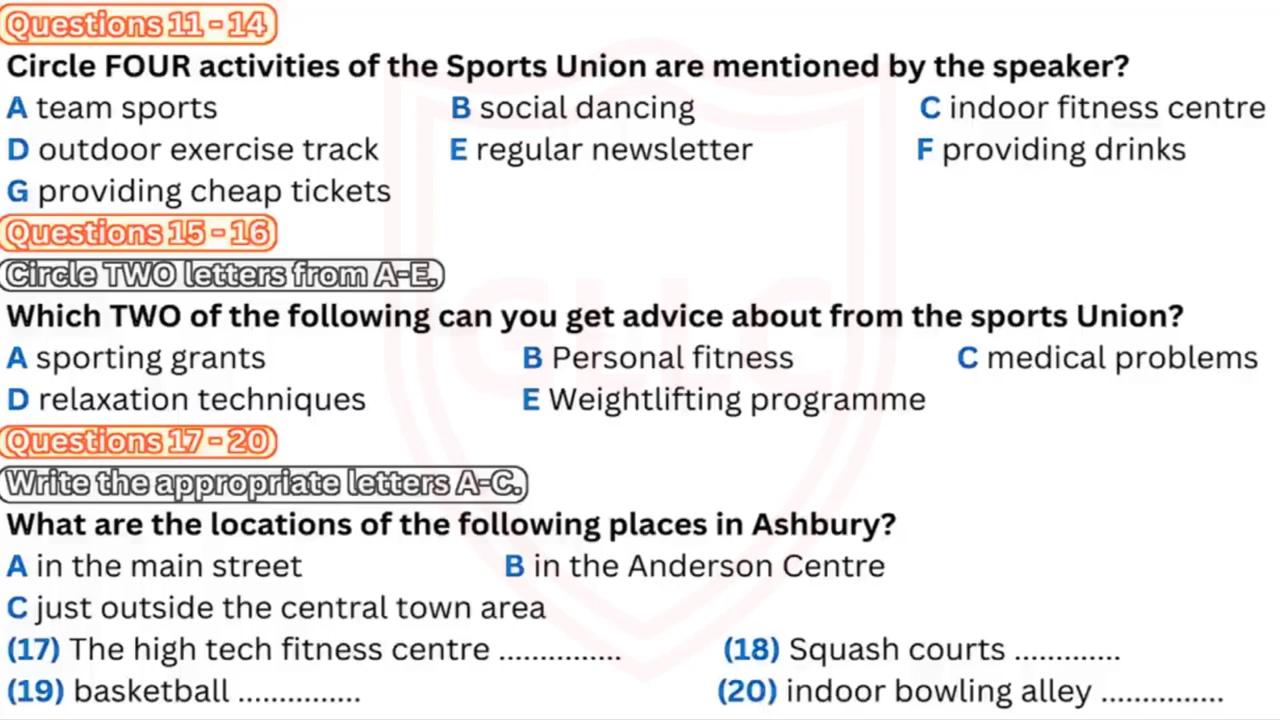 Questions 11 - 14
Circle FOUR activities of the Sports Union are mentioned by the speaker?
A team sports B social dancing C indoor fitness centre
D outdoor exercise track E regular newsletter F providing drinks
G providing cheap tickets
Questions 15 - 16
Circle TWO letters from A-E.
Which TWO of the following can you get advice about from the sports Union?
A sporting grants B Personal fitness C medical problems
D relaxation techniques E Weightlifting programme
Questions 17 - 20
Write the appropriate letters A-C.
What are the locations of the following places in Ashbury?
A in the main street B in the Anderson Centre
C just outside the central town area
(17) The high tech fitness centre ............... (18) Squash courts .............
(19) basketball ............... (20) indoor bowling alley ...............